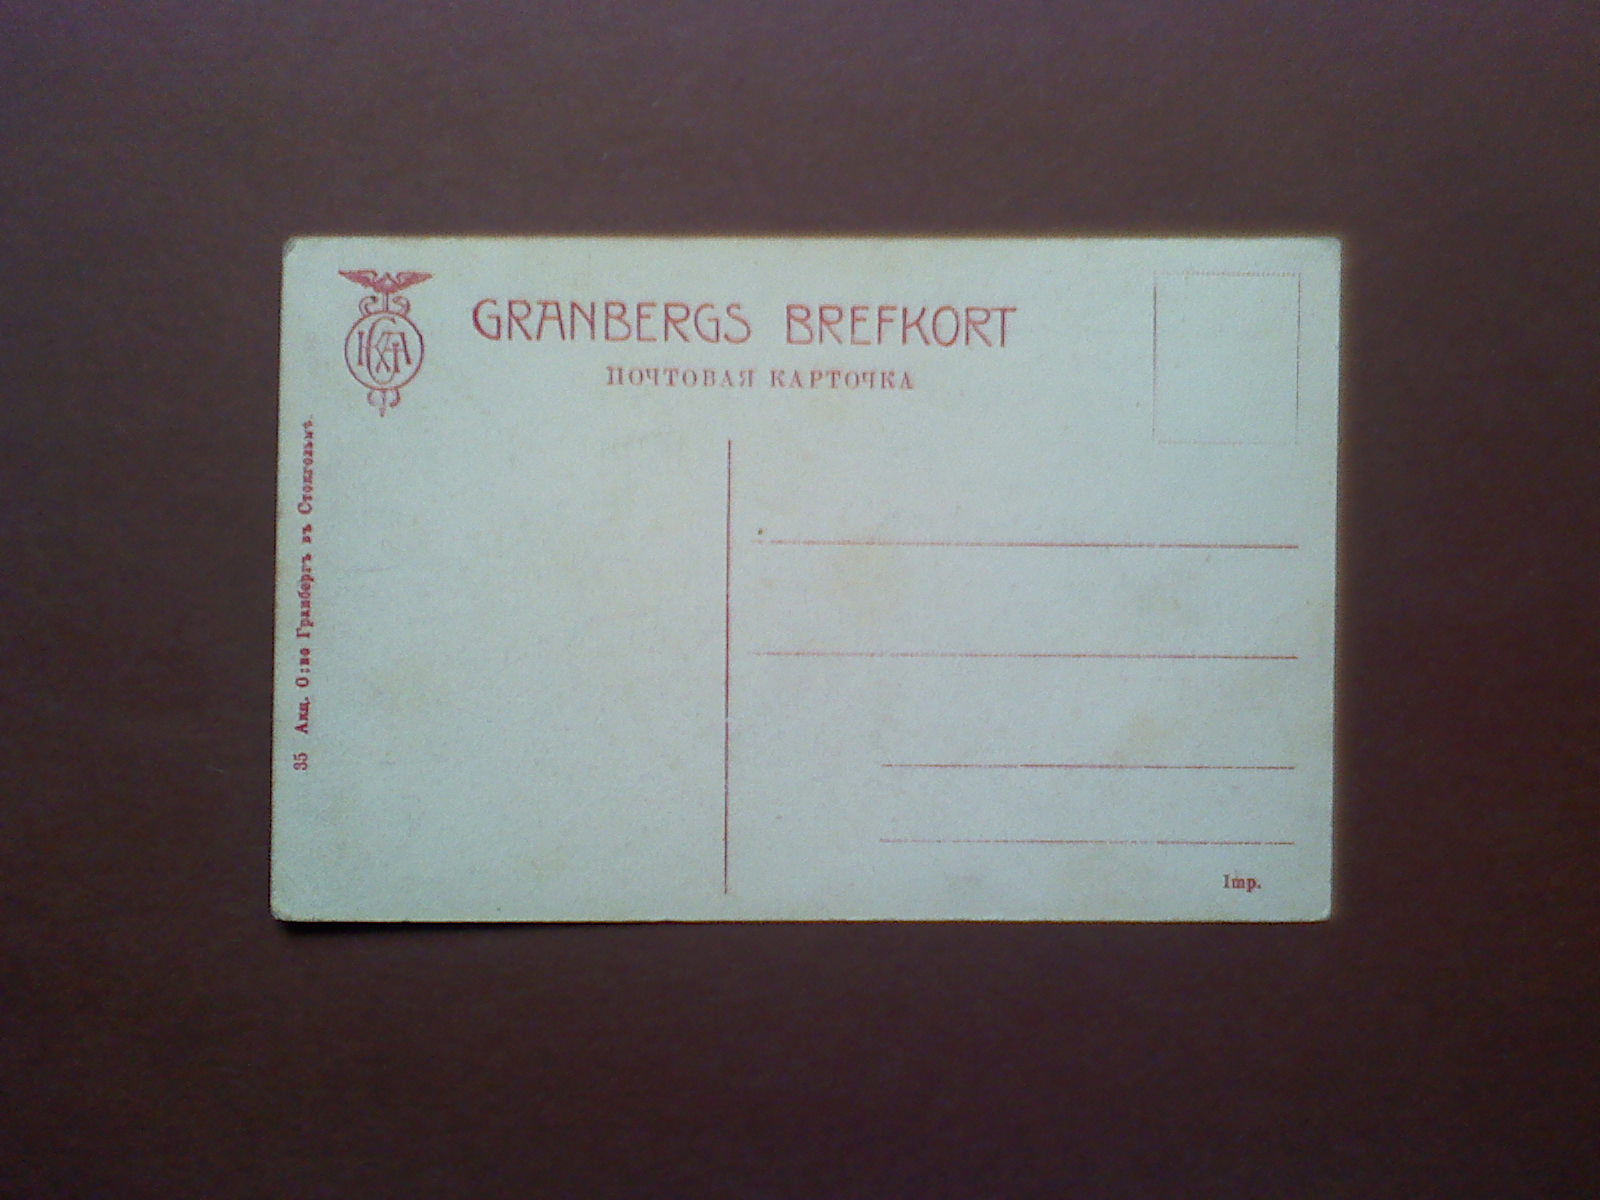 GRANBERGS BREFKORT
ПОЧТОВАЯ КАРТОЧКА
35 Акц. О:во Гранбергъ въ Стокгольмѣ.
Imp.